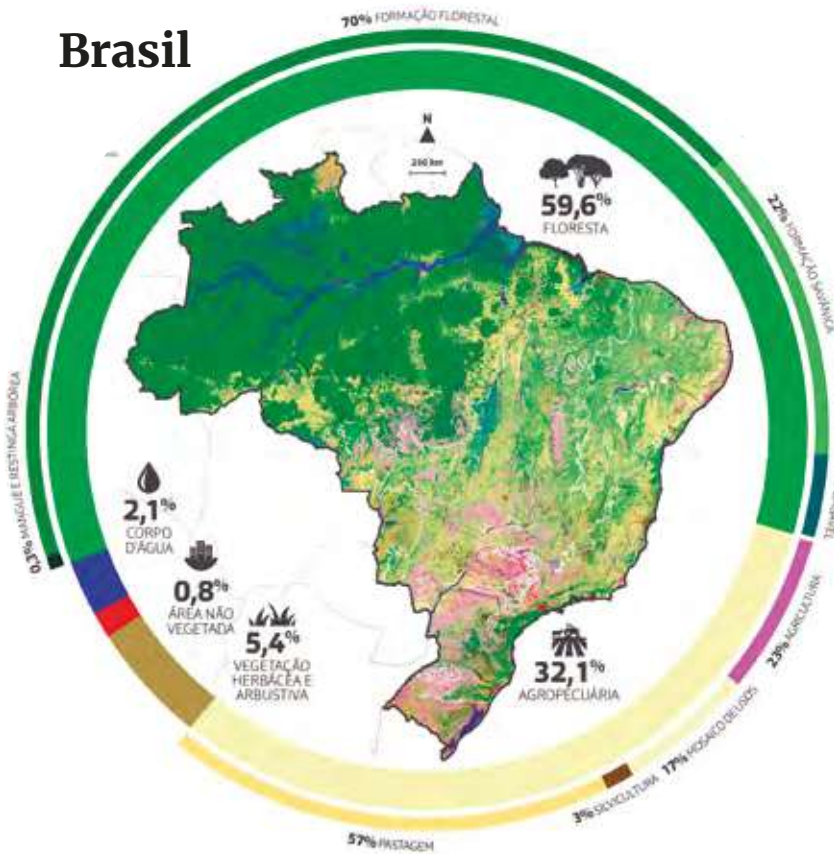 Brasil
70% FORMAÇÃO FLORESTAL
22% FORMAÇÃO SAVÂNICA
N
200 km
59,6%
FLORESTA
0,3% MANGUE E RESTINGA ARBÓREA
2,1%
CORPO
D'ÁGUA
0,8%
ÁREA NÃO
VEGETADA
5,4%
VEGETAÇÃO
HERBÁCEA E
ARBUSTIVA
32,1%
AGROPECUÁRIA
23% AGRICULTURA
17% MOSAICO DE USOS
3% SILVICULTURA
57% PASTAGEM